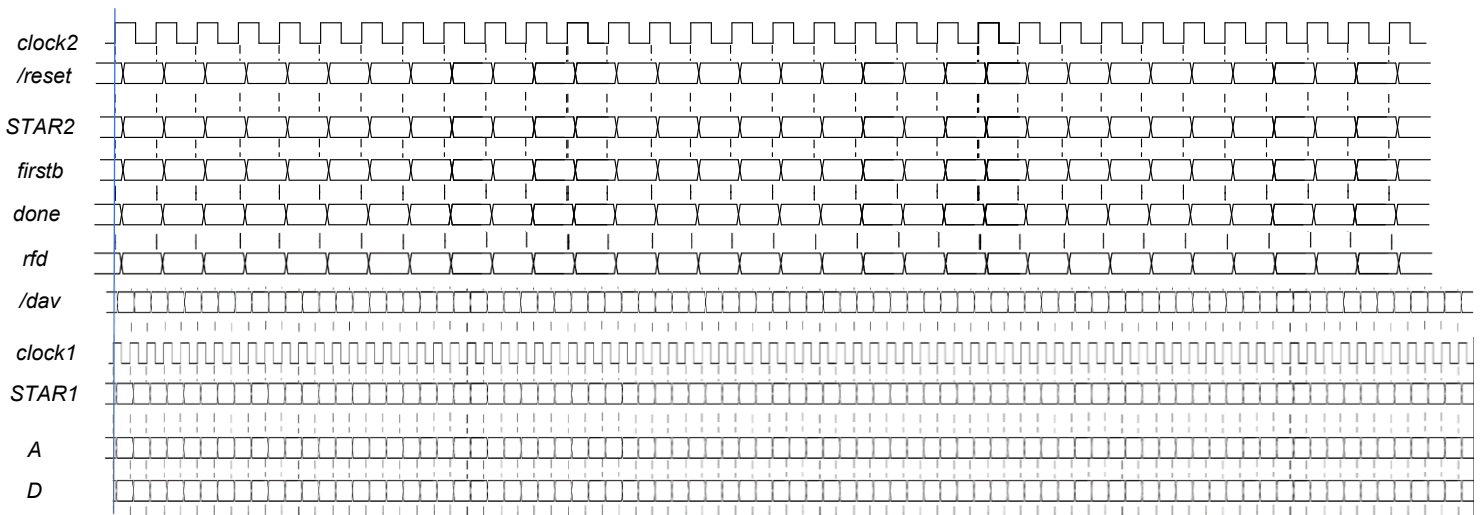 clock2
/reset
STAR2
firstb
done
rfd
/dav
clock1
STAR1
A
D